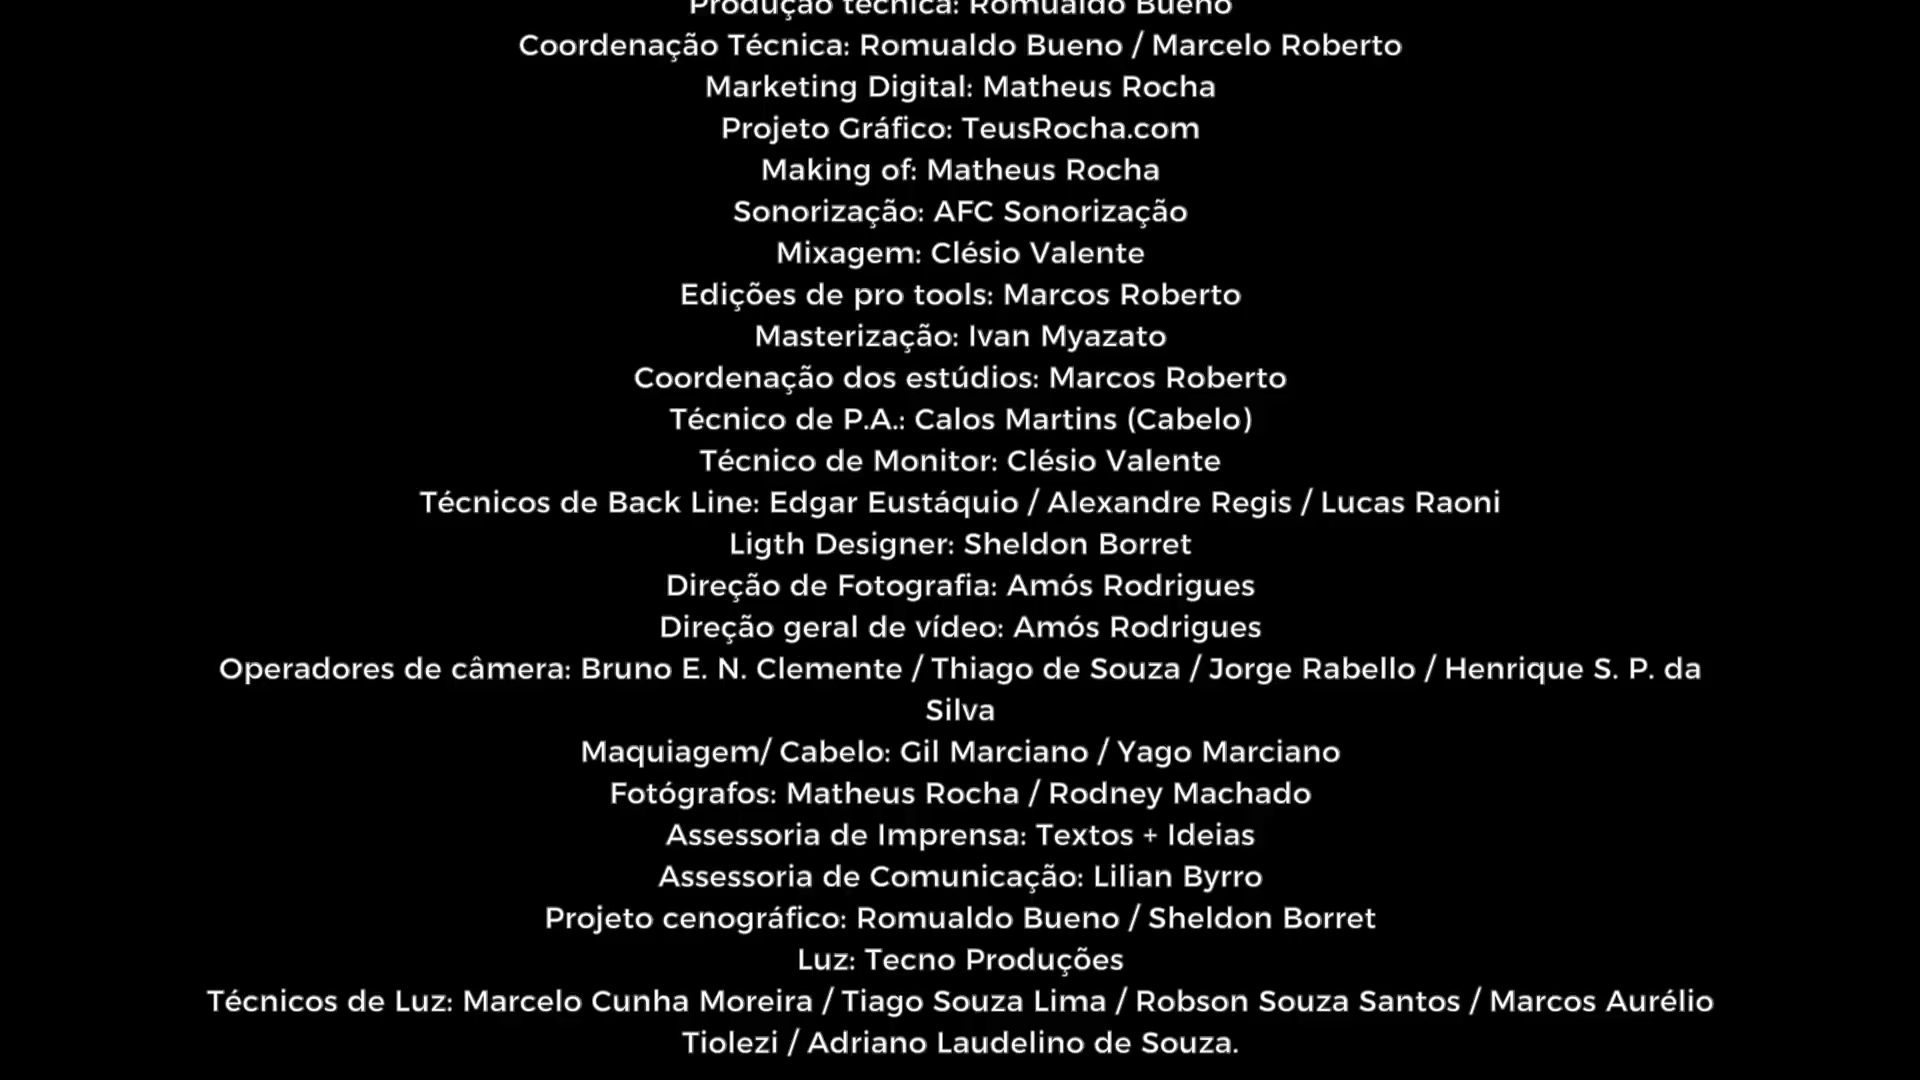 Produção técnica: Romualdo Bueno
Coordenação Técnica: Romualdo Bueno / Marcelo Roberto
Marketing Digital: Matheus Rocha
Projeto Gráfico: TeusRocha.com
Making of: Matheus Rocha
Sonorização: AFC Sonorização
Mixagem: Clésio Valente
Edições de pro tools: Marcos Roberto
Masterização: Ivan Myazato
Coordenação dos estúdios: Marcos Roberto
Técnico de P.A.: Calos Martins (Cabelo)
Técnico de Monitor: Clésio Valente
Técnicos de Back Line: Edgar Eustáquio / Alexandre Regis / Lucas Raoni
Ligth Designer: Sheldon Borret
Direção de Fotografia: Amós Rodrigues
Direção geral de vídeo: Amós Rodrigues
Operadores de câmera: Bruno E. N. Clemente / Thiago de Souza / Jorge Rabello / Henrique S. P. da
Silva
Maquiagem/ Cabelo: Gil Marciano / Yago Marciano
Fotógrafos: Matheus Rocha / Rodney Machado
Assessoria de Imprensa: Textos + Ideias
Assessoria de Comunicação: Lilian Byrro
Projeto cenográfico: Romualdo Bueno / Sheldon Borret
Luz: Tecno Produções
Técnicos de Luz: Marcelo Cunha Moreira / Tiago Souza Lima / Robson Souza Santos / Marcos Aurélio
Tiolezi / Adriano Laudelino de Souza.